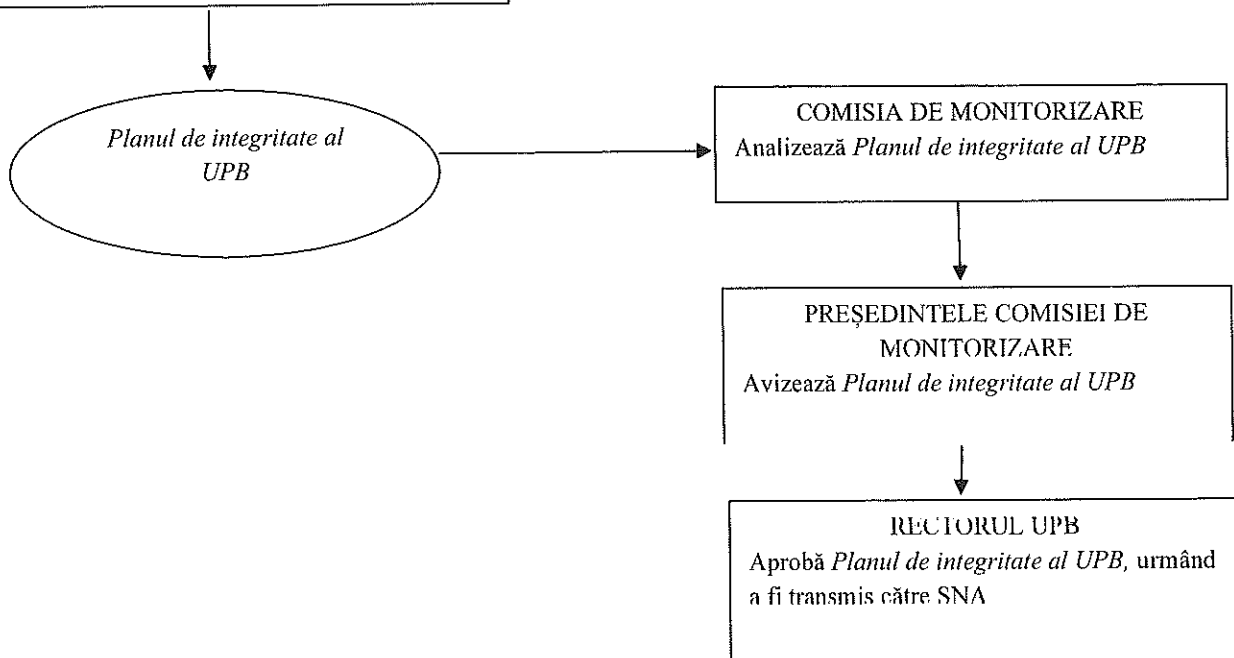 Planul de integritate al
UPB
COMISIA DE MONITORIZARE
Analizează Planul de integritate al UPB
PREȘEDINTELE COMISIEI DE
MONITORIZARE
Avizează Planul de integritate al UPB
RECTORUL UPB
Aprobă Planul de integritate al UPB, urmând
a fi transmis către SNA